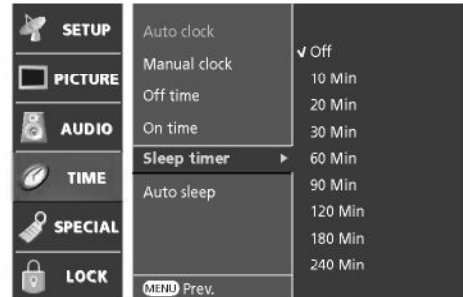 SETUP
PICTURE
AUDIO
TIME
SPECIAL
LOCK
Auto clock
Manual clock
Off time
On time
Sleep timer
Auto sleep
MENU Prev.
Off
10 Min
20 Min
30 Min
60 Min
90 Min
120 Min
180 Min
240 Min